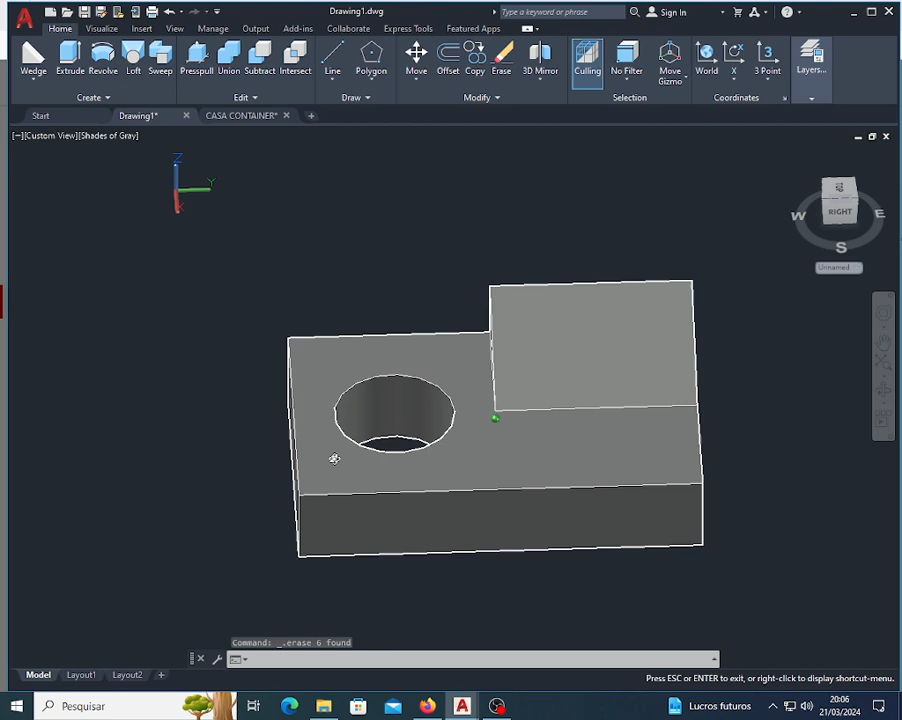 Drawing1.dwg
Type a keyword or phrase
Sign In
Home Visualize Insert View Manage Output Add-ins Collaborate Express Tools Featured Apps
Wedge Extrude Revolve Loft Sweep Presspull Union Subtract Intersect Line Polygon Move Offset Copy Erase 3D Mirror Culling No Filter Move Gizmo World X 3 Point Layers...
Create Edit Draw Modify Selection Coordinates
Start Drawing1* CASA CONTAINER*
[−][Custom View][Shades of Gray]
Z
Y
X
TOP
RIGHT
W E
S
Unnamed
Command: _.erase 6 found
Model Layout1 Layout2
Press ESC or ENTER to exit, or right-click to display shortcut-menu.
Pesquisar
Lucros futuros
20:06
21/03/2024